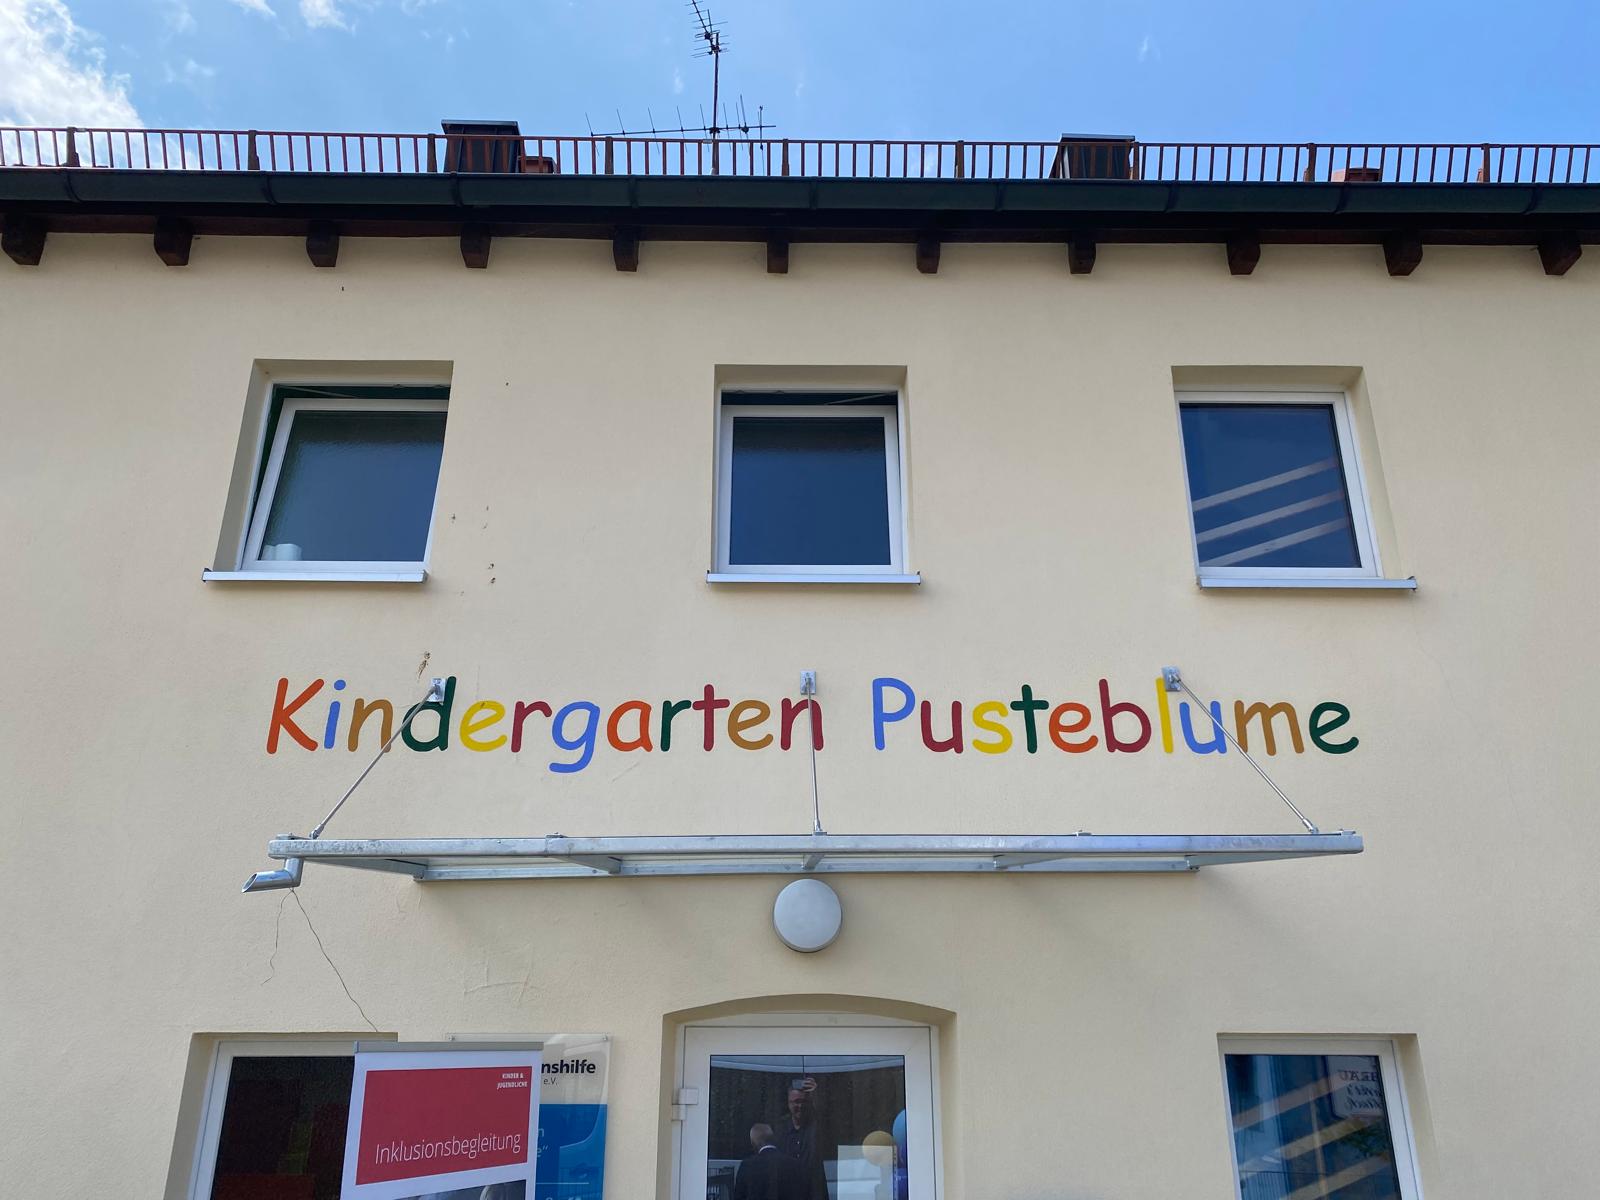 Kindergarten Pusteblume
nshilfe
e.V.
KINDER &
JUGENDLICHE
Inklusionsbegleitung
n
e“